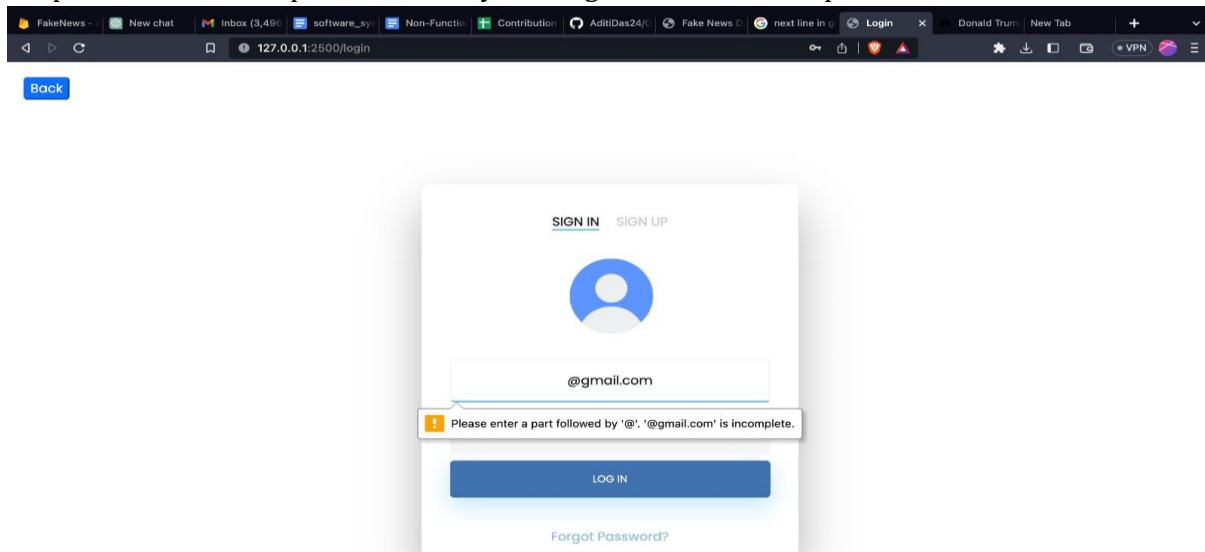 FakeNews - New chat Inbox (3,496 software_sy Non-Functio Contribution AditiDas24/ Fake News D next line in g Login Donald Trum New Tab
127.0.0.1:2500/login VPN
Back
SIGN IN SIGN UP
@gmail.com
Please enter a part followed by '@'. '@gmail.com' is incomplete.
LOG IN
Forgot Password?